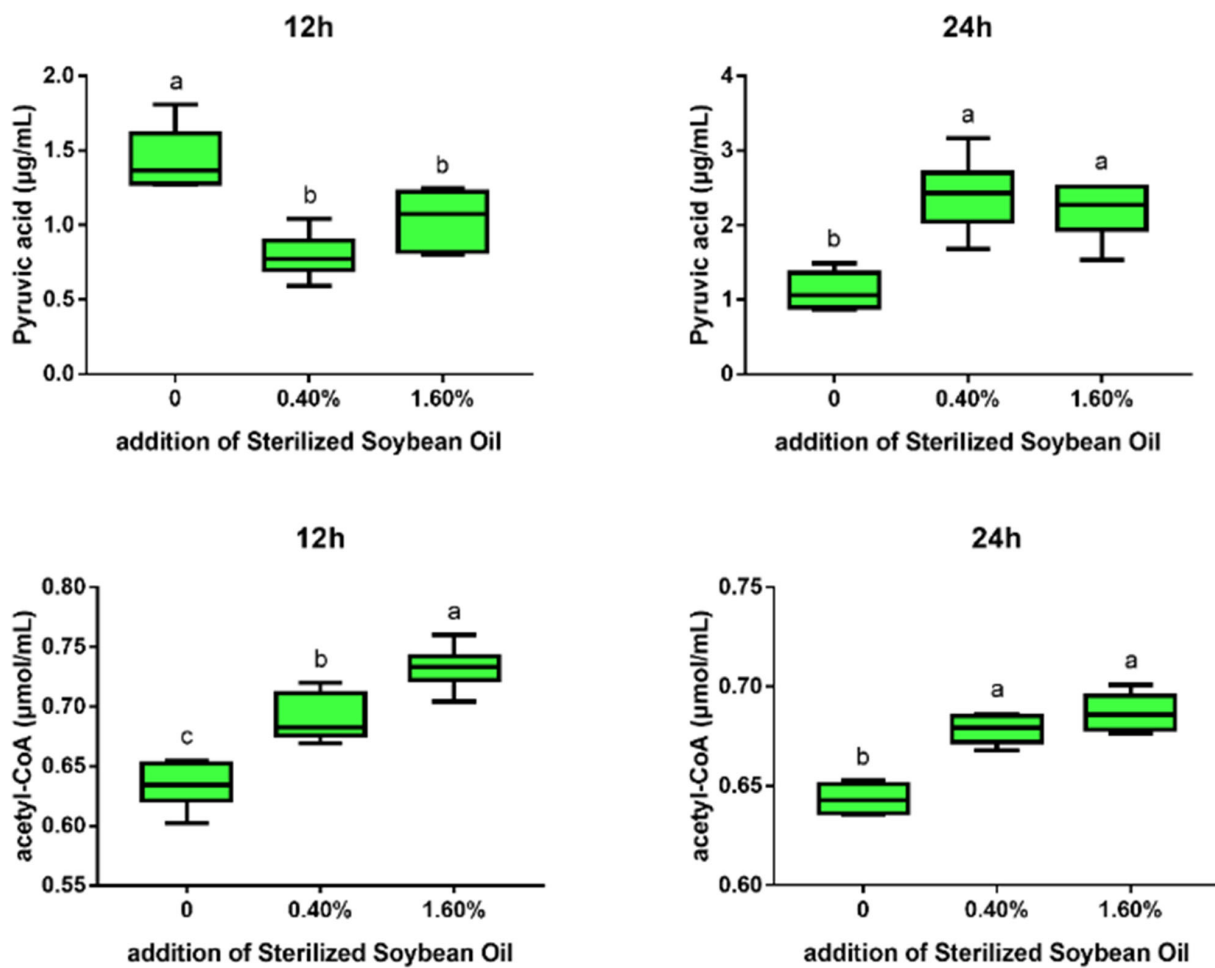 12h
Pyruvic acid (µg/mL)
2.0
1.5
1.0
0.5
0.0
a
b
b
0
0.40%
1.60%
addition of Sterilized Soybean Oil
24h
Pyruvic acid (µg/mL)
4
3
2
1
0
b
a
a
0
0.40%
1.60%
addition of Sterilized Soybean Oil
12h
acetyl-CoA (µmol/mL)
0.80
0.75
0.70
0.65
0.60
0.55
c
b
a
0
0.40%
1.60%
addition of Sterilized Soybean Oil
24h
acetyl-CoA (µmol/mL)
0.75
0.70
0.65
0.60
b
a
a
0
0.40%
1.60%
addition of Sterilized Soybean Oil